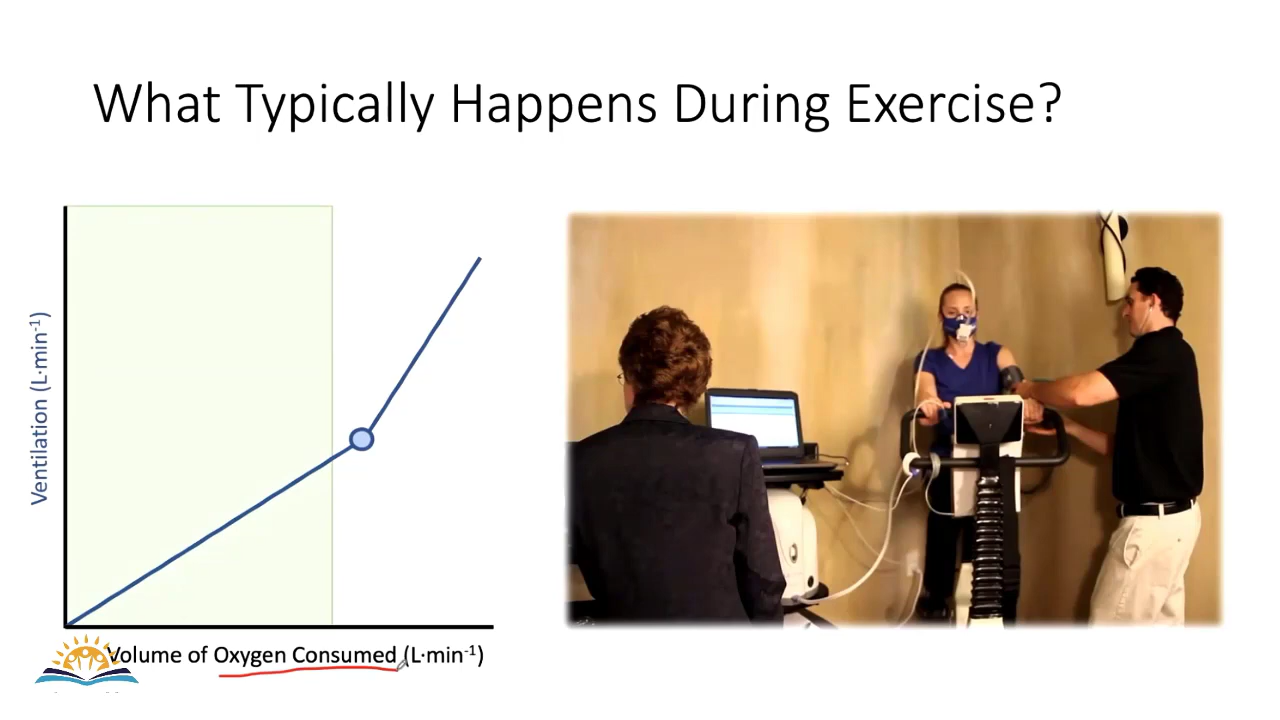 What Typically Happens During Exercise?
Ventilation (L·min⁻¹)
Volume of Oxygen Consumed (L·min⁻¹)